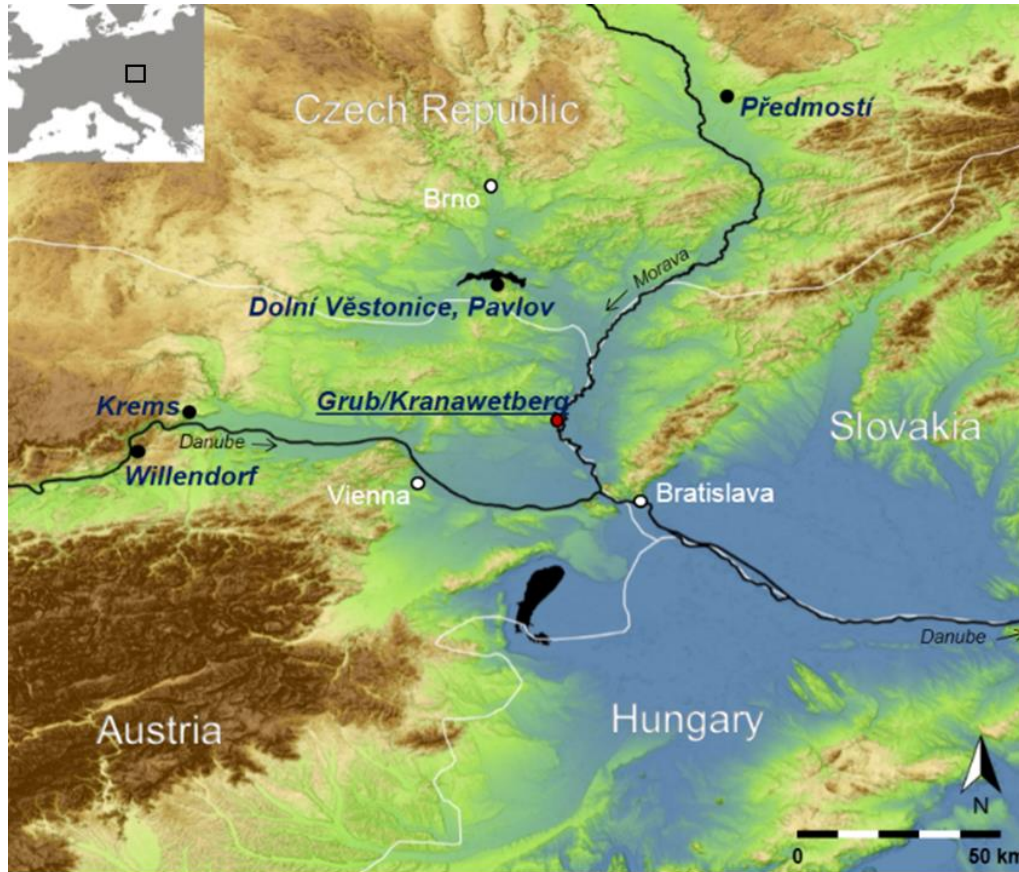 Czech Republic
Předmostí
Brno
Morava
Dolní Věstonice, Pavlov
Krems
Grub/Kranawetberg
Slovakia
Danube
Willendorf
Vienna
Bratislava
Danube
Austria
Hungary
N
0 50 km